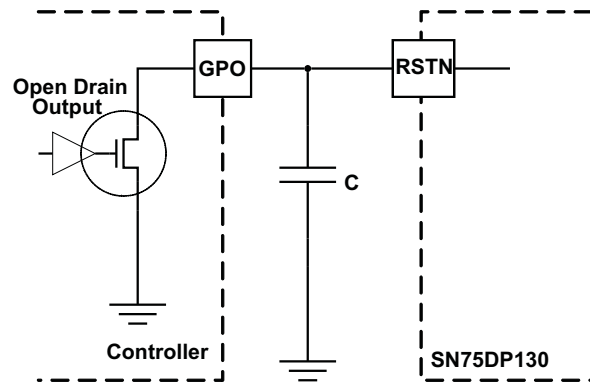 GPO
RSTN
Open Drain
Output
C
Controller
SN75DP130